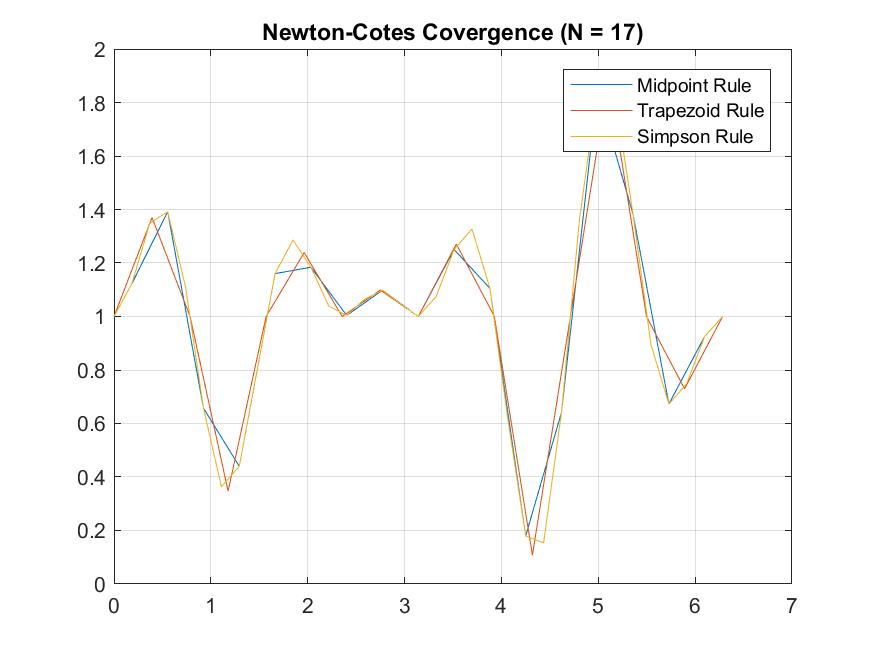 Newton-Cotes Covergence (N = 17)
2
1.8
1.6
1.4
1.2
1
0.8
0.6
0.4
0.2
0
Midpoint Rule
Trapezoid Rule
Simpson Rule
0 1 2 3 4 5 6 7